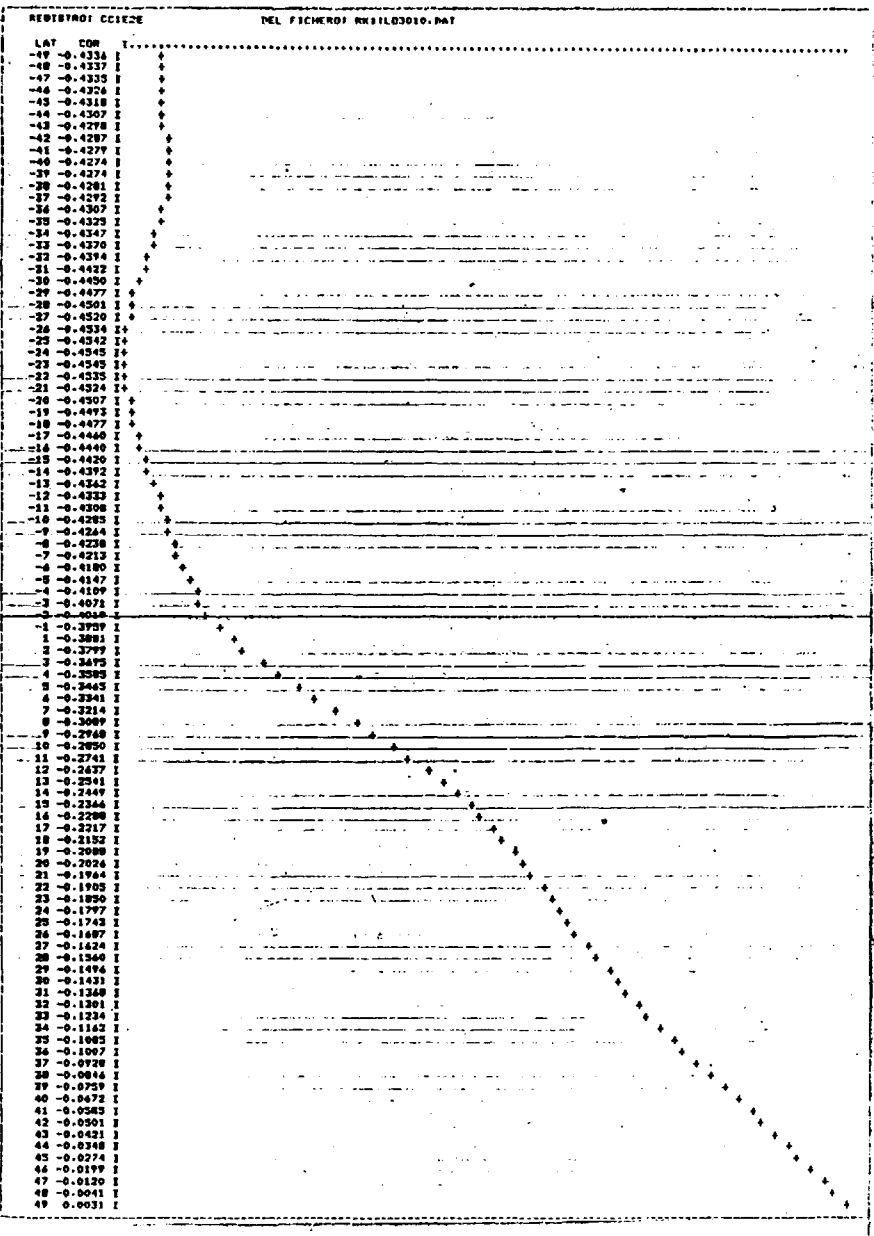 REGISTRO: CCIE2E DEL FICHERO: RK1IL03010.DAT
LAT COR I
-49 -0.4336 I
-48 -0.4337 I
-47 -0.4335 I
-46 -0.4326 I
-45 -0.4318 I
-44 -0.4307 I
-43 -0.4298 I
-42 -0.4287 I
-41 -0.4279 I
-40 -0.4274 I
-39 -0.4274 I
-38 -0.4281 I
-37 -0.4292 I
-36 -0.4307 I
-35 -0.4325 I
-34 -0.4347 I
-33 -0.4370 I
-32 -0.4394 I
-31 -0.4422 I
-30 -0.4450 I
-29 -0.4477 I
-28 -0.4501 I
-27 -0.4520 I
-26 -0.4534 I
-25 -0.4542 I
-24 -0.4545 I
-23 -0.4545 I
-22 -0.4535 I
-21 -0.4524 I
-20 -0.4507 I
-19 -0.4493 I
-18 -0.4477 I
-17 -0.4460 I
-16 -0.4440 I
-15 -0.4420 I
-14 -0.4392 I
-13 -0.4362 I
-12 -0.4333 I
-11 -0.4308 I
-10 -0.4285 I
-9 -0.4264 I
-8 -0.4238 I
-7 -0.4213 I
-6 -0.4180 I
-5 -0.4147 I
-4 -0.4109 I
-3 -0.4071 I
-2
-1 -0.3959 I
1 -0.3881 I
2 -0.3799 I
3 -0.3695 I
4 -0.3585 I
5 -0.3465 I
6 -0.3341 I
7 -0.3214 I
8 -0.3089 I
9 -0.2968 I
10 -0.2850 I
11 -0.2741 I
12 -0.2637 I
13 -0.2541 I
14 -0.2449 I
15 -0.2366 I
16 -0.2288 I
17 -0.2217 I
18 -0.2152 I
19 -0.2088 I
20 -0.2026 I
21 -0.1964 I
22 -0.1905 I
23 -0.1850 I
24 -0.1797 I
25 -0.1743 I
26 -0.1687 I
27 -0.1624 I
28 -0.1560 I
29 -0.1496 I
30 -0.1431 I
31 -0.1368 I
32 -0.1301 I
33 -0.1234 I
34 -0.1162 I
35 -0.1085 I
36 -0.1007 I
37 -0.0928 I
38 -0.0846 I
39 -0.0759 I
40 -0.0672 I
41 -0.0585 I
42 -0.0501 I
43 -0.0421 I
44 -0.0348 I
45 -0.0274 I
46 -0.0199 I
47 -0.0120 I
48 -0.0041 I
49 0.0031 I